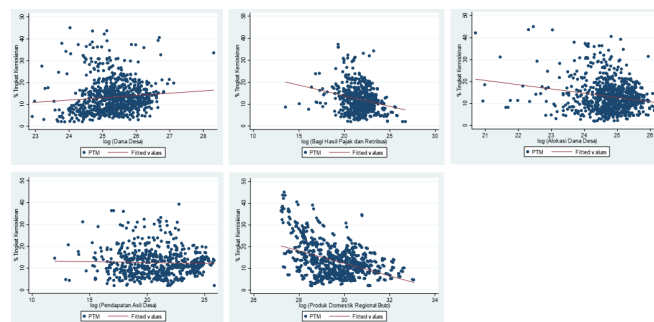 % Tingkat Kemiskinan
0 10 20 30 40 50
23 24 25 26 27 28
log (Dana Desa)
PTM Fitted values
% Tingkat Kemiskinan
0 10 20 30 40 50
10 15 20 25 30
log (Bagi Hasil Pajak dan Retribusi)
PTM Fitted values
% Tingkat Kemiskinan
0 10 20 30 40 50
21 22 23 24 25 26
log (Alokasi Dana Desa)
PTM Fitted values
% Tingkat Kemiskinan
0 10 20 30 40 50
10 15 20 25
log (Pendapatan Asli Desa)
PTM Fitted values
% Tingkat Kemiskinan
0 10 20 30 40 50
28 30 32 34
log (Produk Domestik Regional Buto)
PTM Fitted values